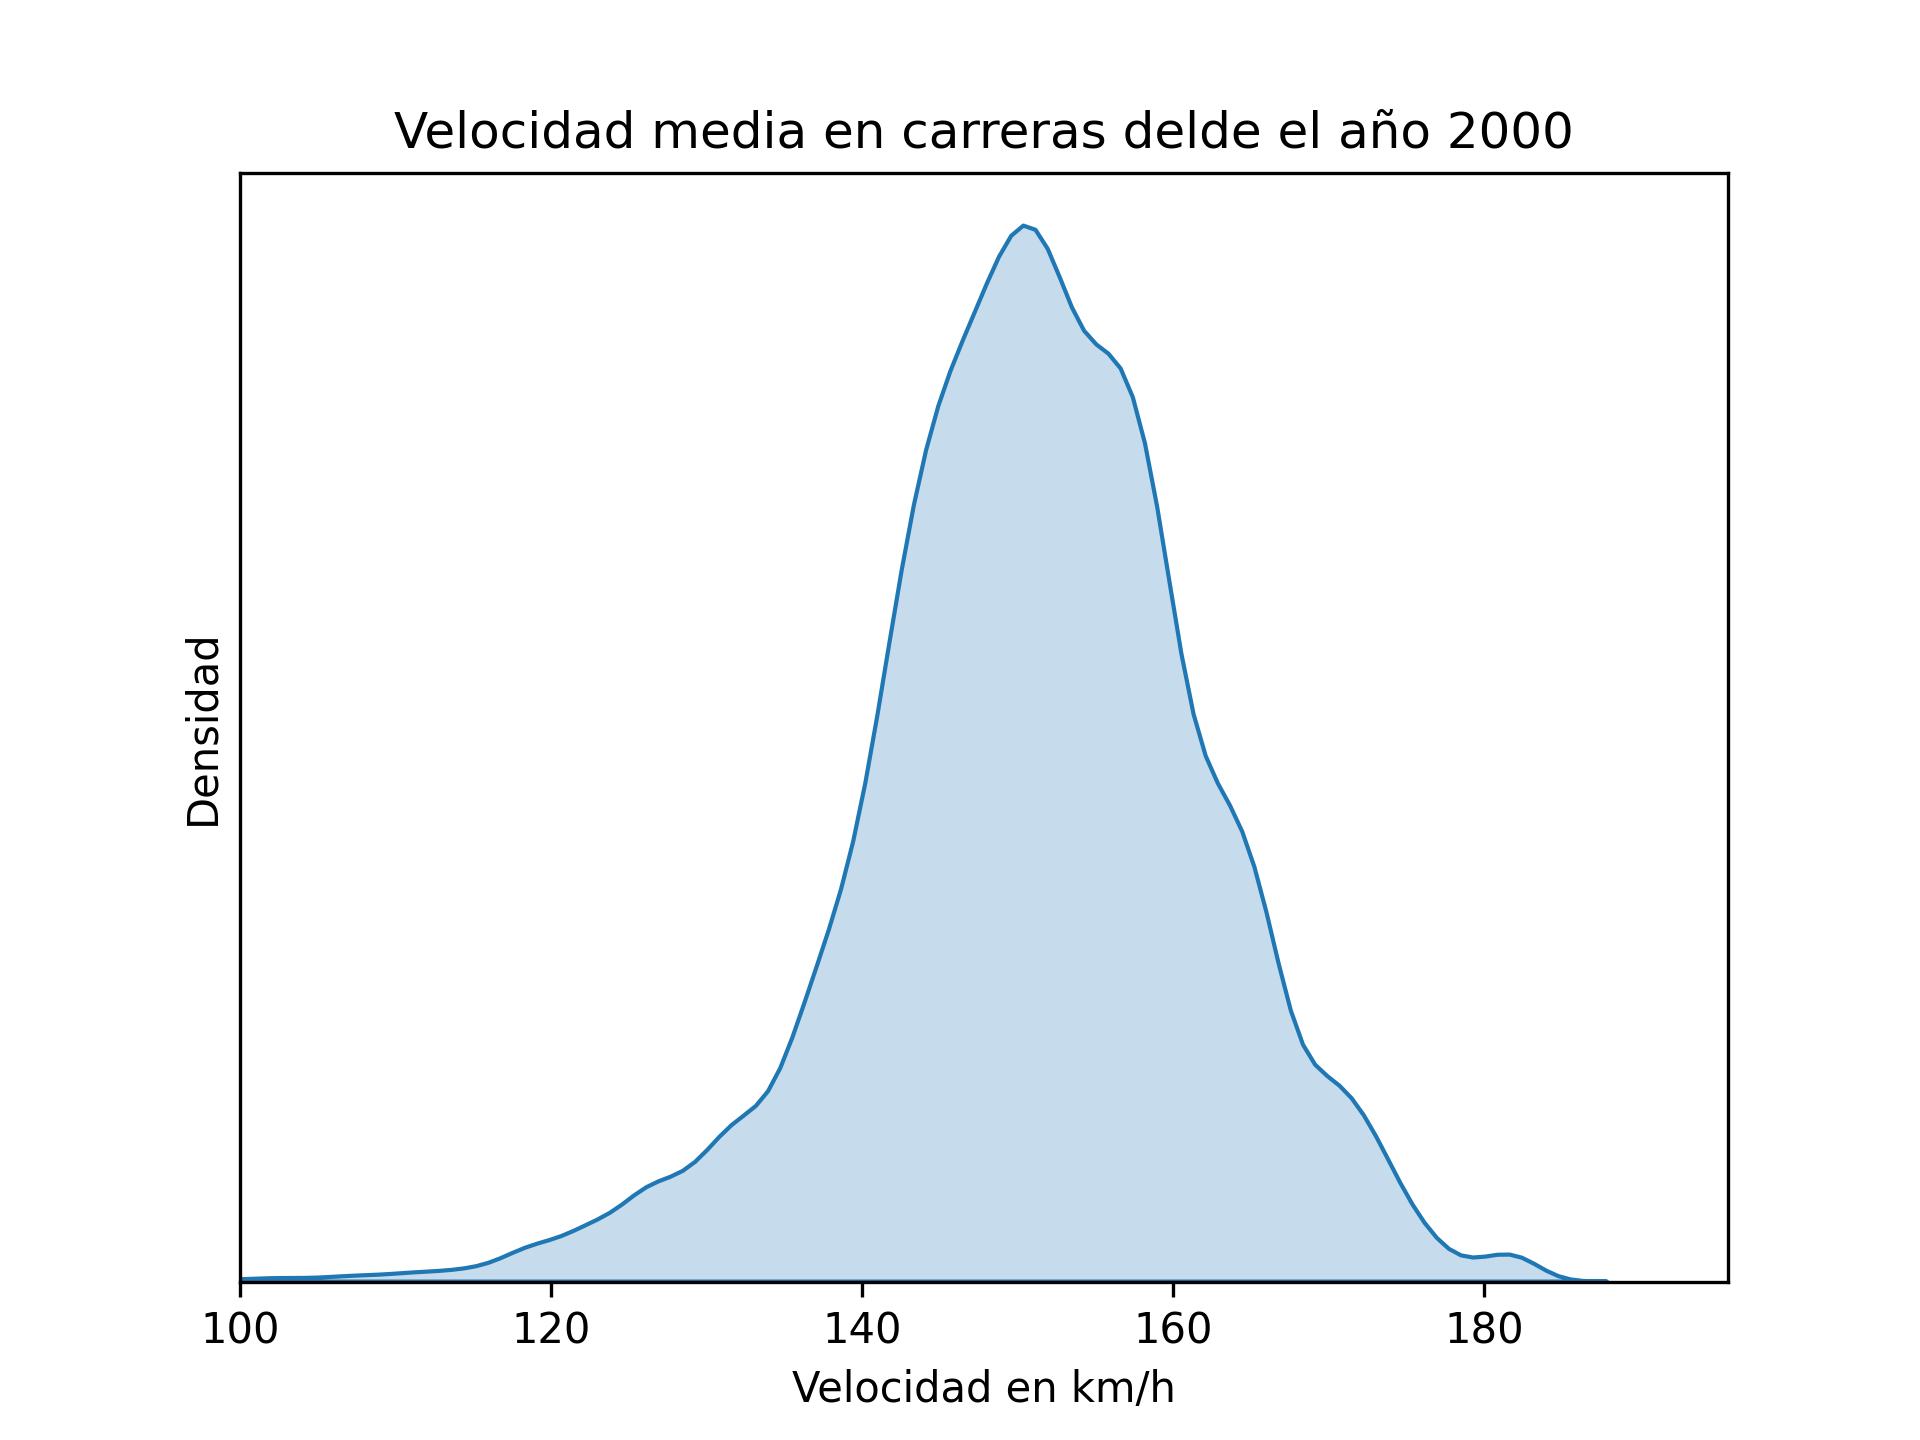 Velocidad media en carreras delde el año 2000
Densidad
100 120 140 160 180
Velocidad en km/h